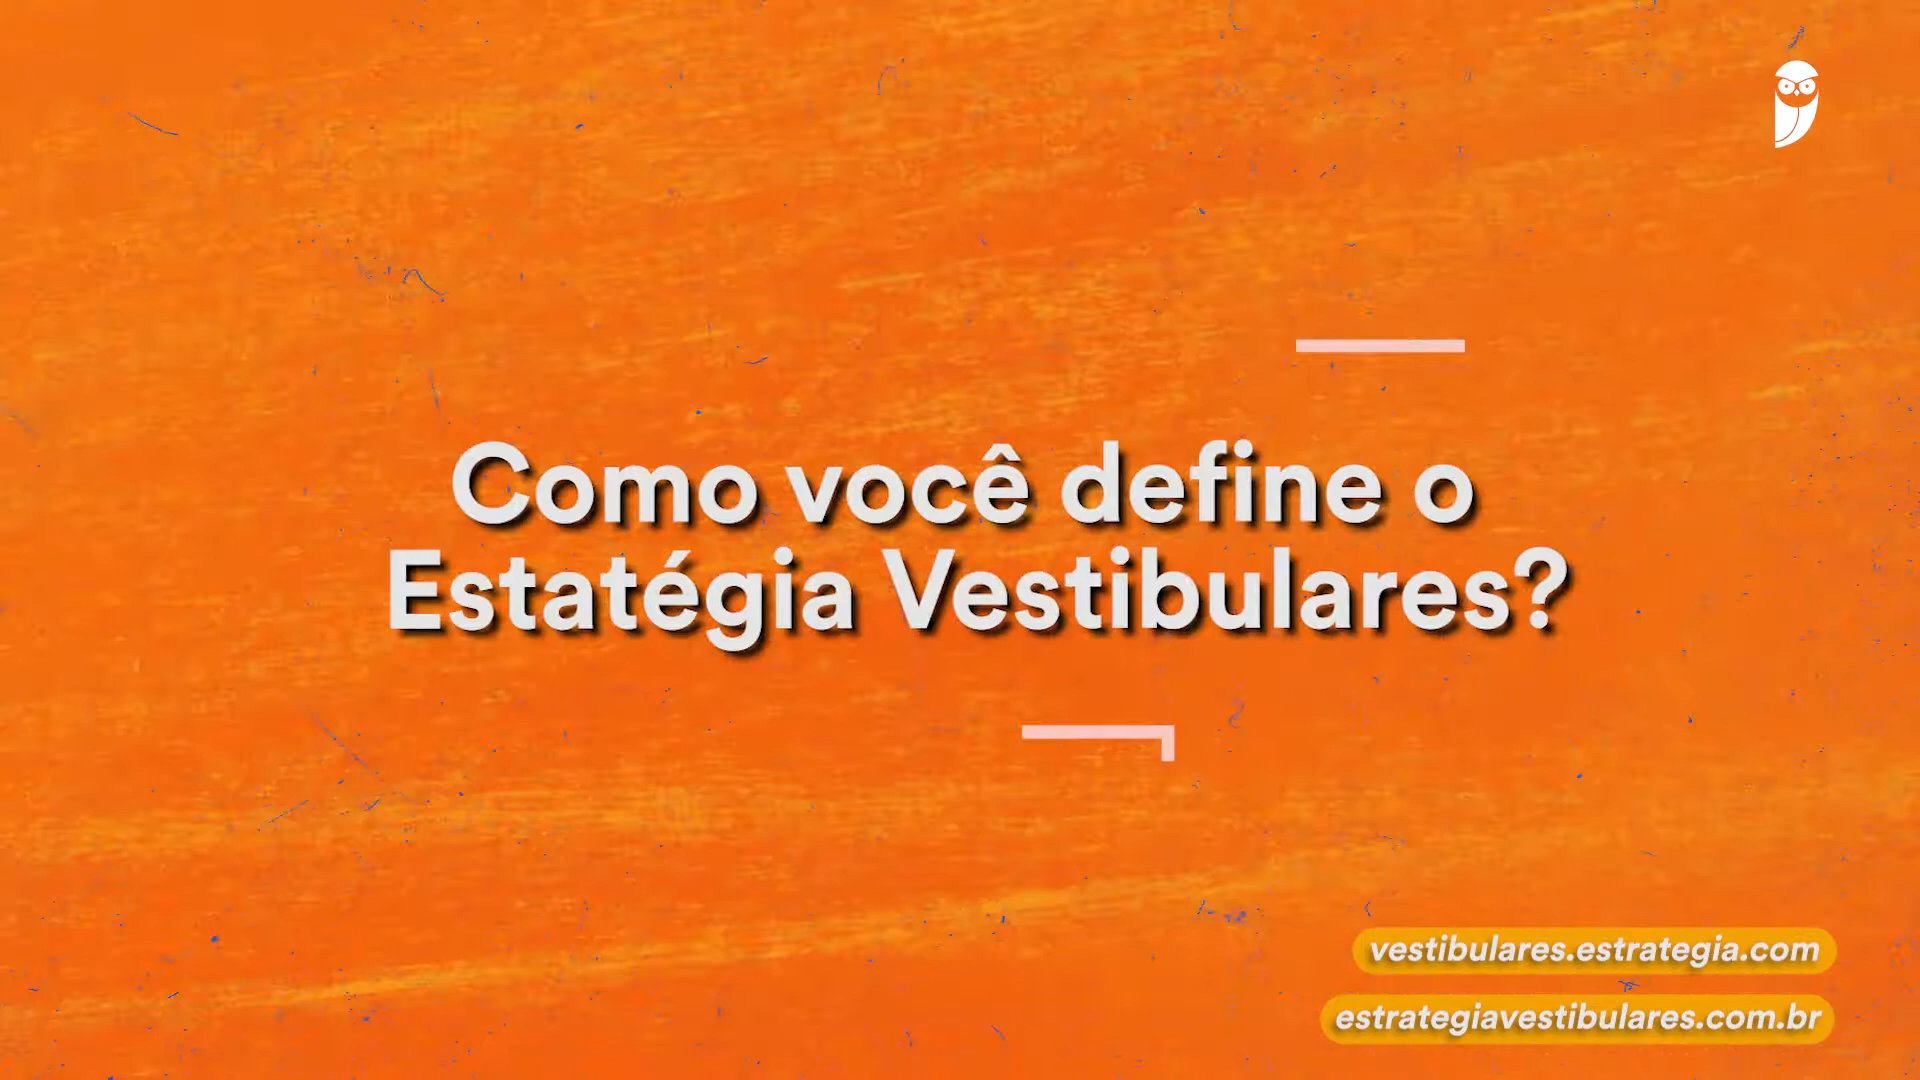 Como você define o
Estatégia Vestibulares?
vestibulares.estrategia.com
estrategiavestibulares.com.br